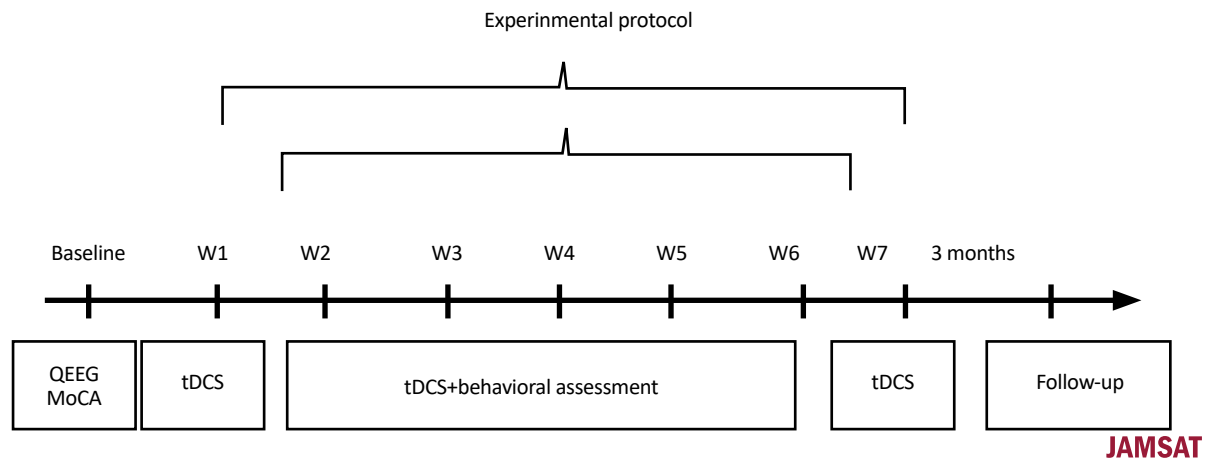 Experinmental protocol
Baseline W1 W2 W3 W4 W5 W6 W7 3 months
QEEG
MoCA
tDCS
tDCS+behavioral assessment
tDCS
Follow-up
JAMSAT